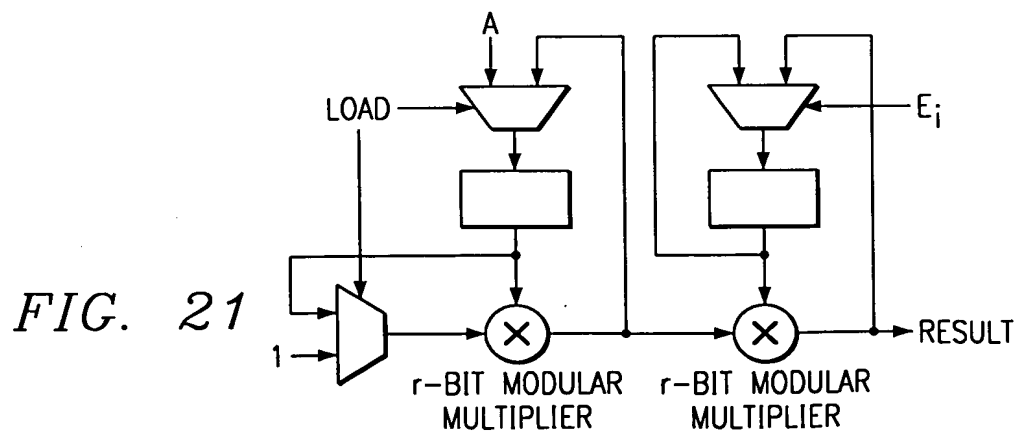 A
LOAD
E_i
FIG. 21
1
RESULT
r-BIT MODULAR
MULTIPLIER
r-BIT MODULAR
MULTIPLIER